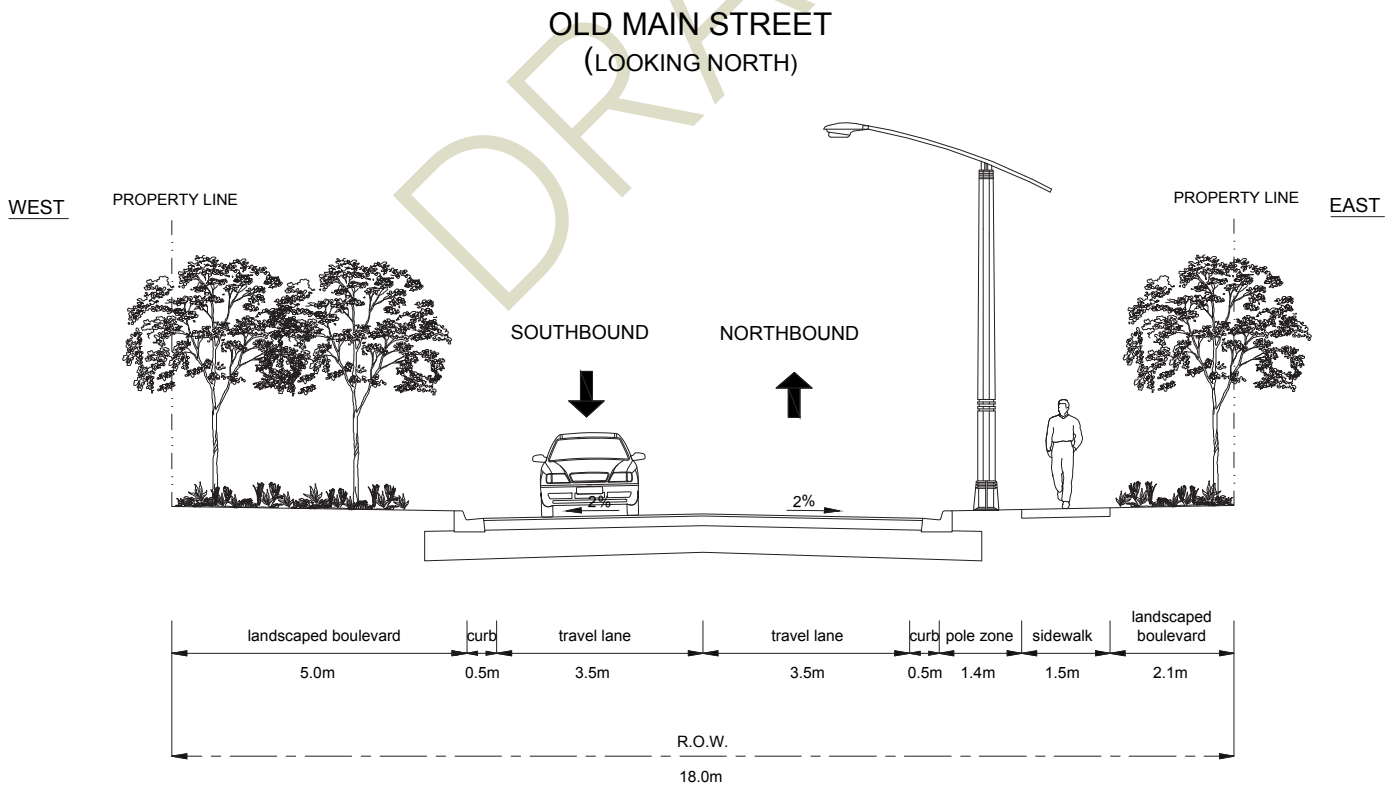 OLD MAIN STREET
(LOOKING NORTH)
DRA
WEST
PROPERTY LINE
PROPERTY LINE
EAST
SOUTHBOUND
NORTHBOUND
2%
2%
landscaped boulevard
curb
travel lane
travel lane
curb
pole zone
sidewalk
landscaped
boulevard
5.0m
0.5m
3.5m
3.5m
0.5m
1.4m
1.5m
2.1m
R.O.W.
18.0m